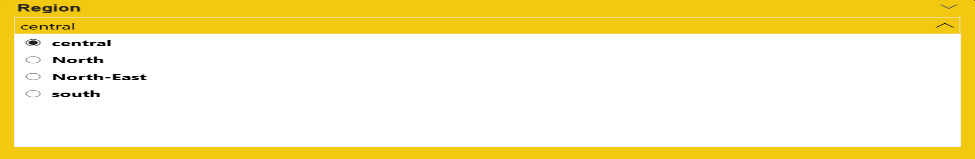 Region
central
central
North
North-East
south